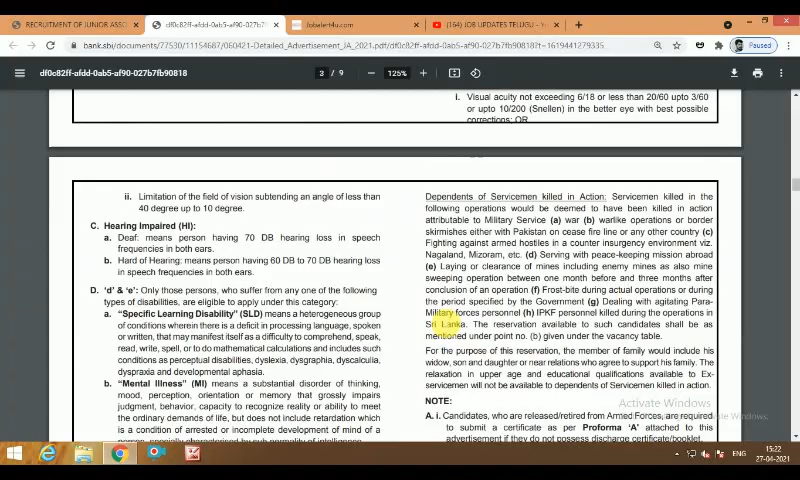 RECRUITMENT OF JUNIOR ASSO
df0c82ff-afdd-0ab5-af90-027b7f
Jobalert4u.com
(164) JOB UPDATES TELUGU - Y
bank.sbi/documents/77530/11154687/060421-Detailed_Advertisement_JA_2021.pdf/df0c82ff-afdd-0ab5-af90-027b7fb90818?t=1619441279335
Paused
df0c82ff-afdd-0ab5-af90-027b7fb90818
3 / 9
125%
i. Visual acuity not exceeding 6/18 or less than 20/60 upto 3/60
or upto 10/200 (Snellen) in the better eye with best possible
corrections; OR
ii. Limitation of the field of vision subtending an angle of less than
40 degree up to 10 degree.
C. Hearing Impaired (HI):
a. Deaf: means person having 70 DB hearing loss in speech
frequencies in both ears.
b. Hard of Hearing: means person having 60 DB to 70 DB hearing loss
in speech frequencies in both ears.
D. 'd' & 'e': Only those persons, who suffer from any one of the following
types of disabilities, are eligible to apply under this category:
a. "Specific Learning Disability" (SLD) means a heterogeneous group
of conditions wherein there is a deficit in processing language, spoken
or written, that may manifest itself as a difficulty to comprehend, speak,
read, write, spell, or to do mathematical calculations and includes such
conditions as perceptual disabilities, dyslexia, dysgraphia, dyscalculia,
dyspraxia and developmental aphasia.
b. "Mental Illness" (MI) means a substantial disorder of thinking,
mood, perception, orientation or memory that grossly impairs
judgment, behavior, capacity to recognize reality or ability to meet
the ordinary demands of life, but does not include retardation which
is a condition of arrested or incomplete development of mind of a
person, specially characterised by sub normality of intelligence.
Dependents of Servicemen killed in Action: Servicemen killed in the
following operations would be deemed to have been killed in action
attributable to Military Service (a) war (b) warlike operations or border
skirmishes either with Pakistan on cease fire line or any other country (c)
Fighting against armed hostiles in a counter insurgency environment viz.
Nagaland, Mizoram, etc. (d) Serving with peace-keeping mission abroad
(e) Laying or clearance of mines including enemy mines as also mine
sweeping operation between one month before and three months after
conclusion of an operation (f) Frost-bite during actual operations or during
the period specified by the Government (g) Dealing with agitating Para-
Military forces personnel (h) IPKF personnel killed during the operations in
Sri Lanka. The reservation available to such candidates shall be as
mentioned under point no. (b) given under the vacancy table.
For the purpose of this reservation, the member of family would include his
widow, son and daughter or near relations who agree to support his family. The
relaxation in upper age and educational qualifications available to Ex-
servicemen will not be available to dependents of Servicemen killed in action.
NOTE:
A. i. Candidates, who are released/retired from Armed Forces, are required
to submit a certificate as per Proforma 'A' attached to this
advertisement if they do not possess discharge certificate/booklet.
Activate Windows
Windows.
ENG
15:22
27-04-2021